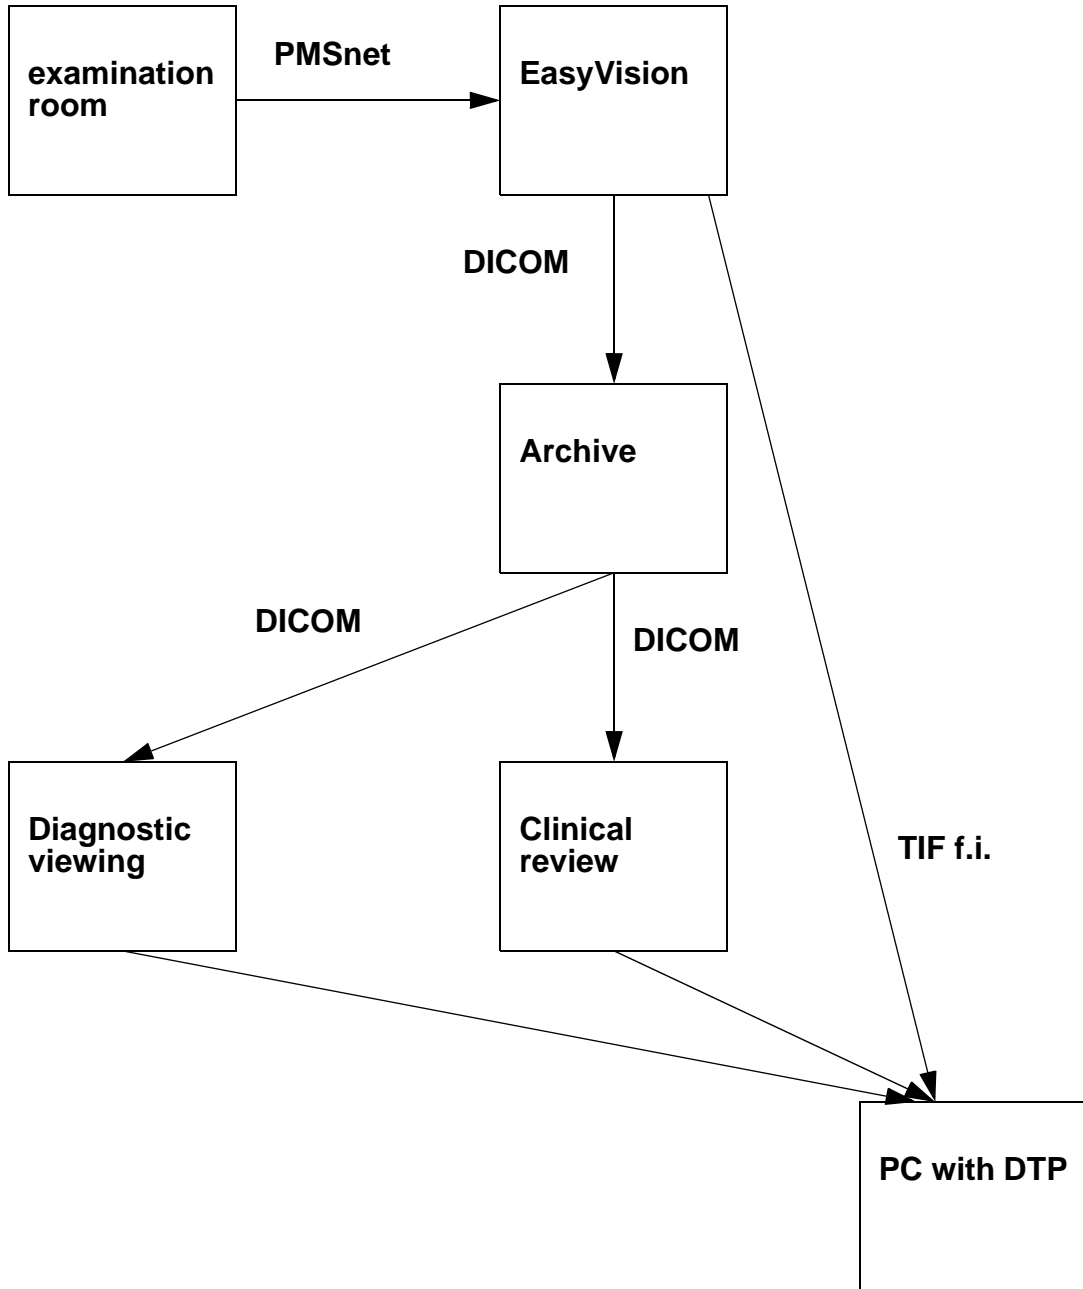 PMSnet
examination
room
EasyVision
DICOM
Archive
DICOM
DICOM
Diagnostic
viewing
Clinical
review
TIF f.i.
PC with DTP